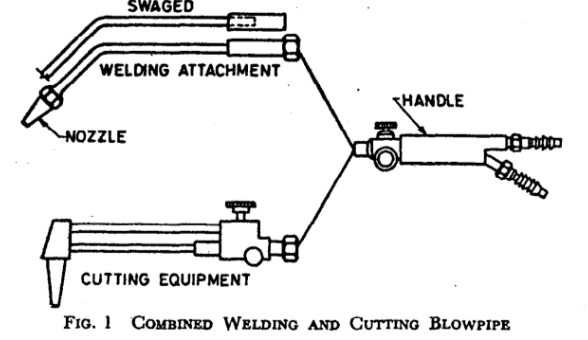 SWAGED
WELDING ATTACHMENT
HANDLE
NOZZLE
CUTTING EQUIPMENT
FIG. 1 COMBINED WELDING AND CUTTING BLOWPIPE